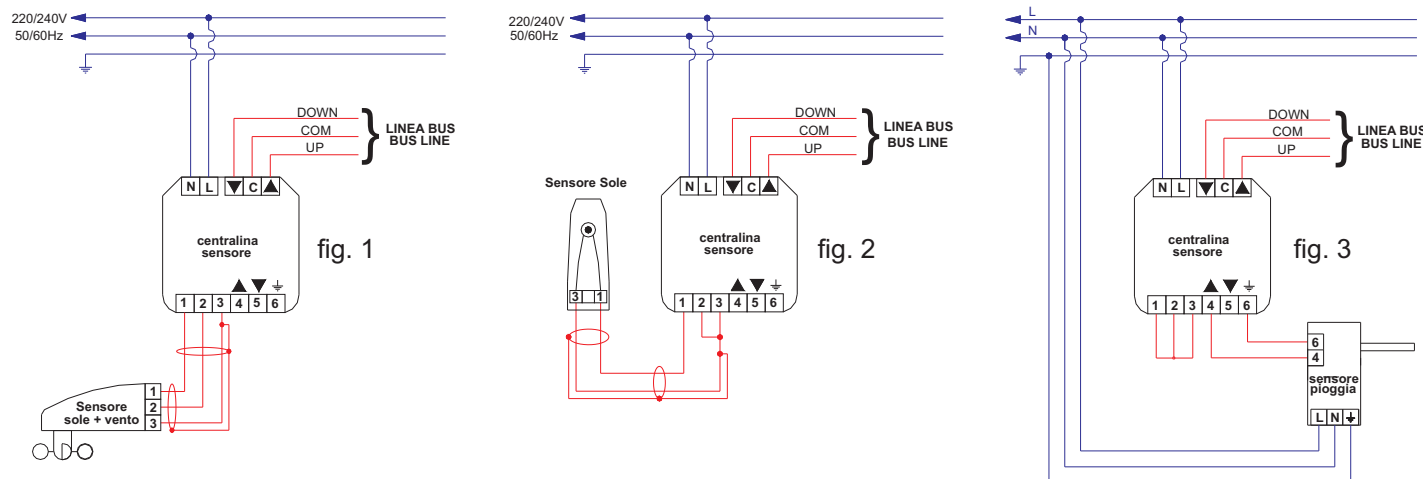 220/240V
50/60Hz
DOWN
COM
UP
LINEA BUS
BUS LINE
N L ▼ C ▲
centralina
sensore
fig. 1
▲ ▼ ⏚
1 2 3 4 5 6
Sensore
sole + vento
1
2
3
220/240V
50/60Hz
DOWN
COM
UP
LINEA BUS
BUS LINE
Sensore Sole
3 1
N L ▼ C ▲
centralina
sensore
fig. 2
▲ ▼ ⏚
1 2 3 4 5 6
L
N
DOWN
COM
UP
LINEA BUS
BUS LINE
N L ▼ C ▲
centralina
sensore
fig. 3
▲ ▼ ⏚
1 2 3 4 5 6
6
4
sensore
pioggia
L N ⏚